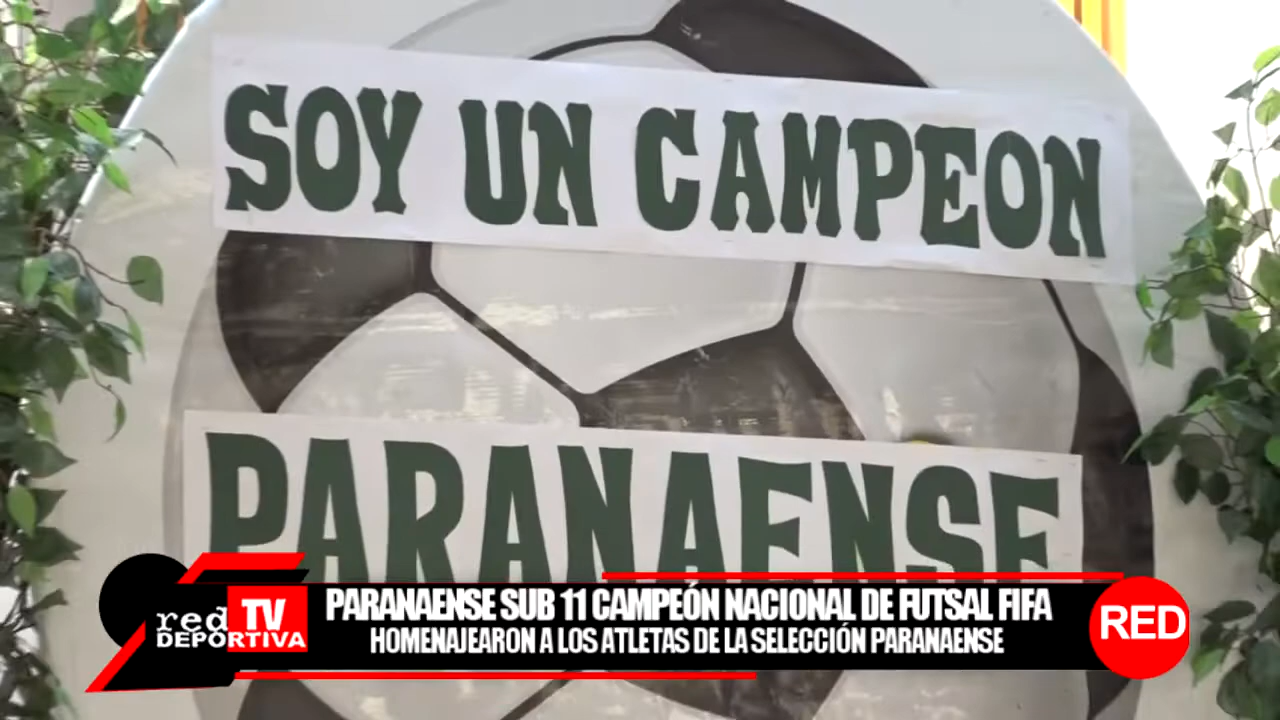 SOY UN CAMPEON
PARANAENSE
red TV
DEPORTIVA
PARANAENSE SUB 11 CAMPEÓN NACIONAL DE FUTSAL FIFA
HOMENAJEARON A LOS ATLETAS DE LA SELECCIÓN PARANAENSE
RED